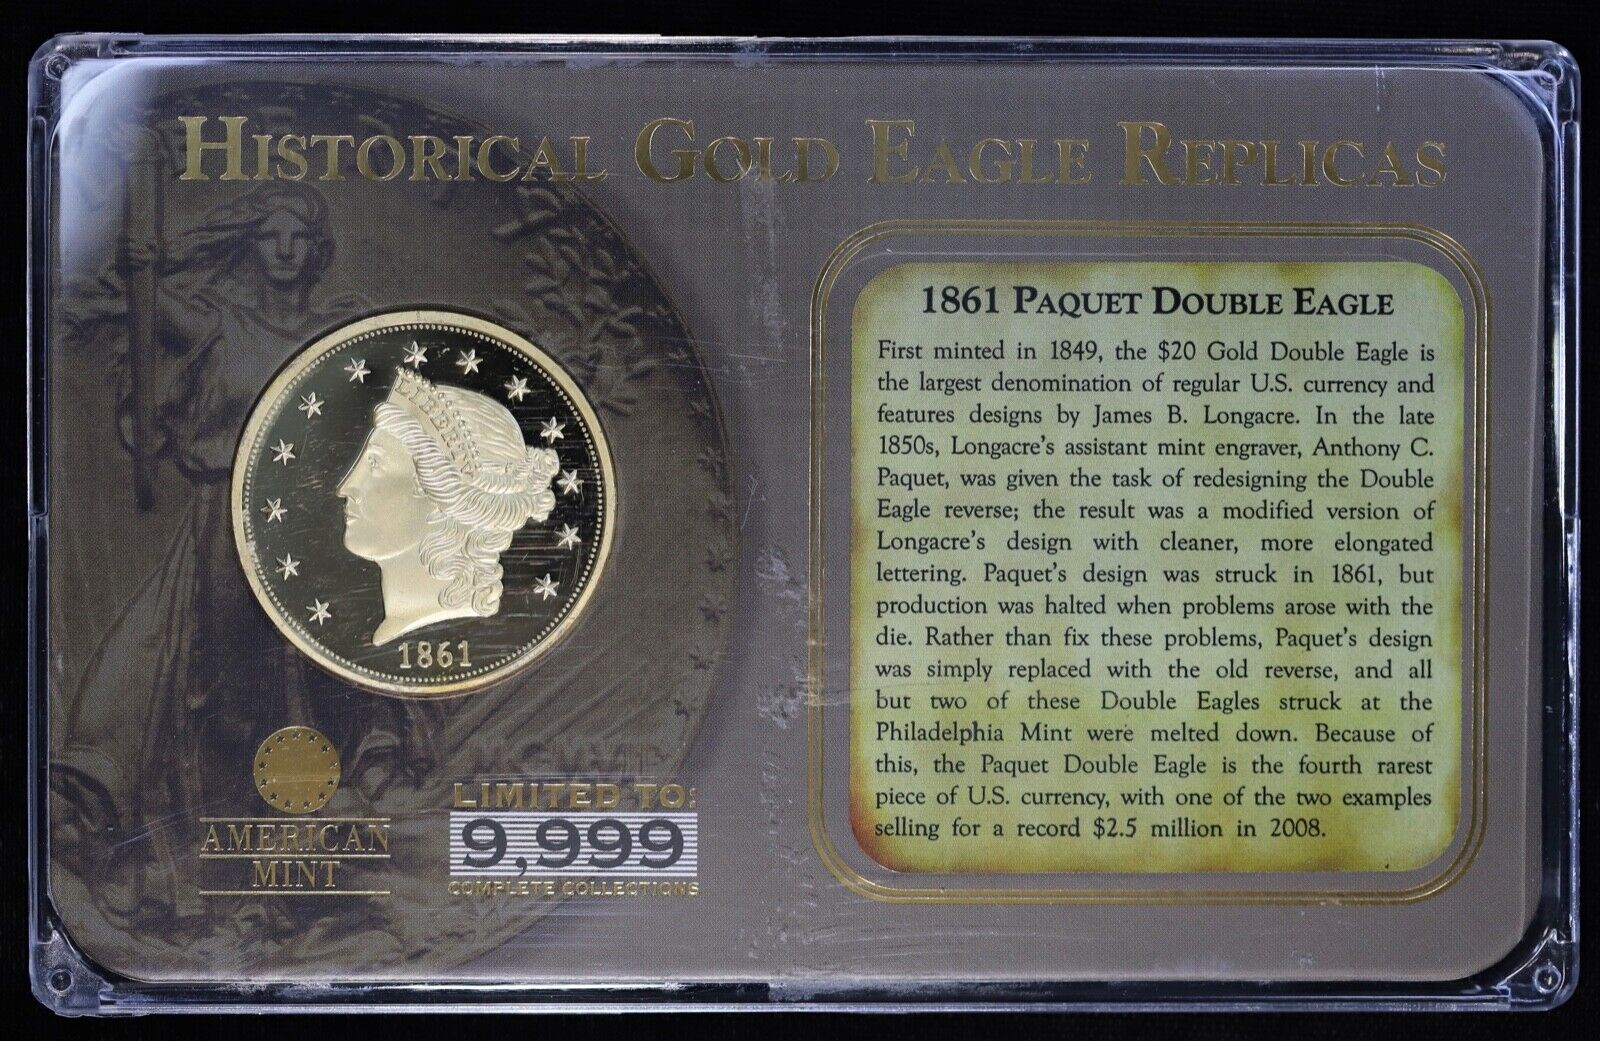 HISTORICAL GOLD EAGLE REPLICAS
LIBERTY
1861
AMERICAN
MINT
LIMITED TO:
9,999
COMPLETE COLLECTIONS
1861 PAQUET DOUBLE EAGLE
First minted in 1849, the $20 Gold Double Eagle is
the largest denomination of regular U.S. currency and
features designs by James B. Longacre. In the late
1850s, Longacre's assistant mint engraver, Anthony C.
Paquet, was given the task of redesigning the Double
Eagle reverse; the result was a modified version of
Longacre's design with cleaner, more elongated
lettering. Paquet's design was struck in 1861, but
production was halted when problems arose with the
die. Rather than fix these problems, Paquet's design
was simply replaced with the old reverse, and all
but two of these Double Eagles struck at the
Philadelphia Mint were melted down. Because of
this, the Paquet Double Eagle is the fourth rarest
piece of U.S. currency, with one of the two examples
selling for a record $2.5 million in 2008.